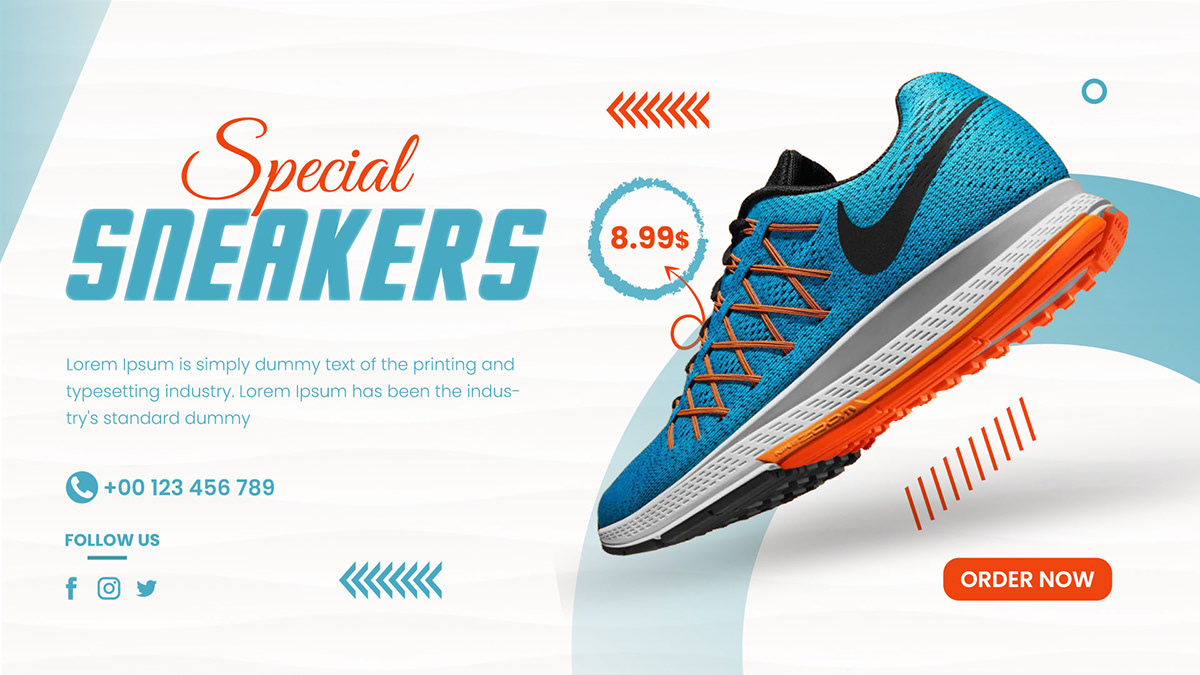 Special
SNEAKERS
8.99$
Lorem Ipsum is simply dummy text of the printing and
typesetting industry. Lorem Ipsum has been the indus-
try's standard dummy
+00 123 456 789
FOLLOW US
ORDER NOW